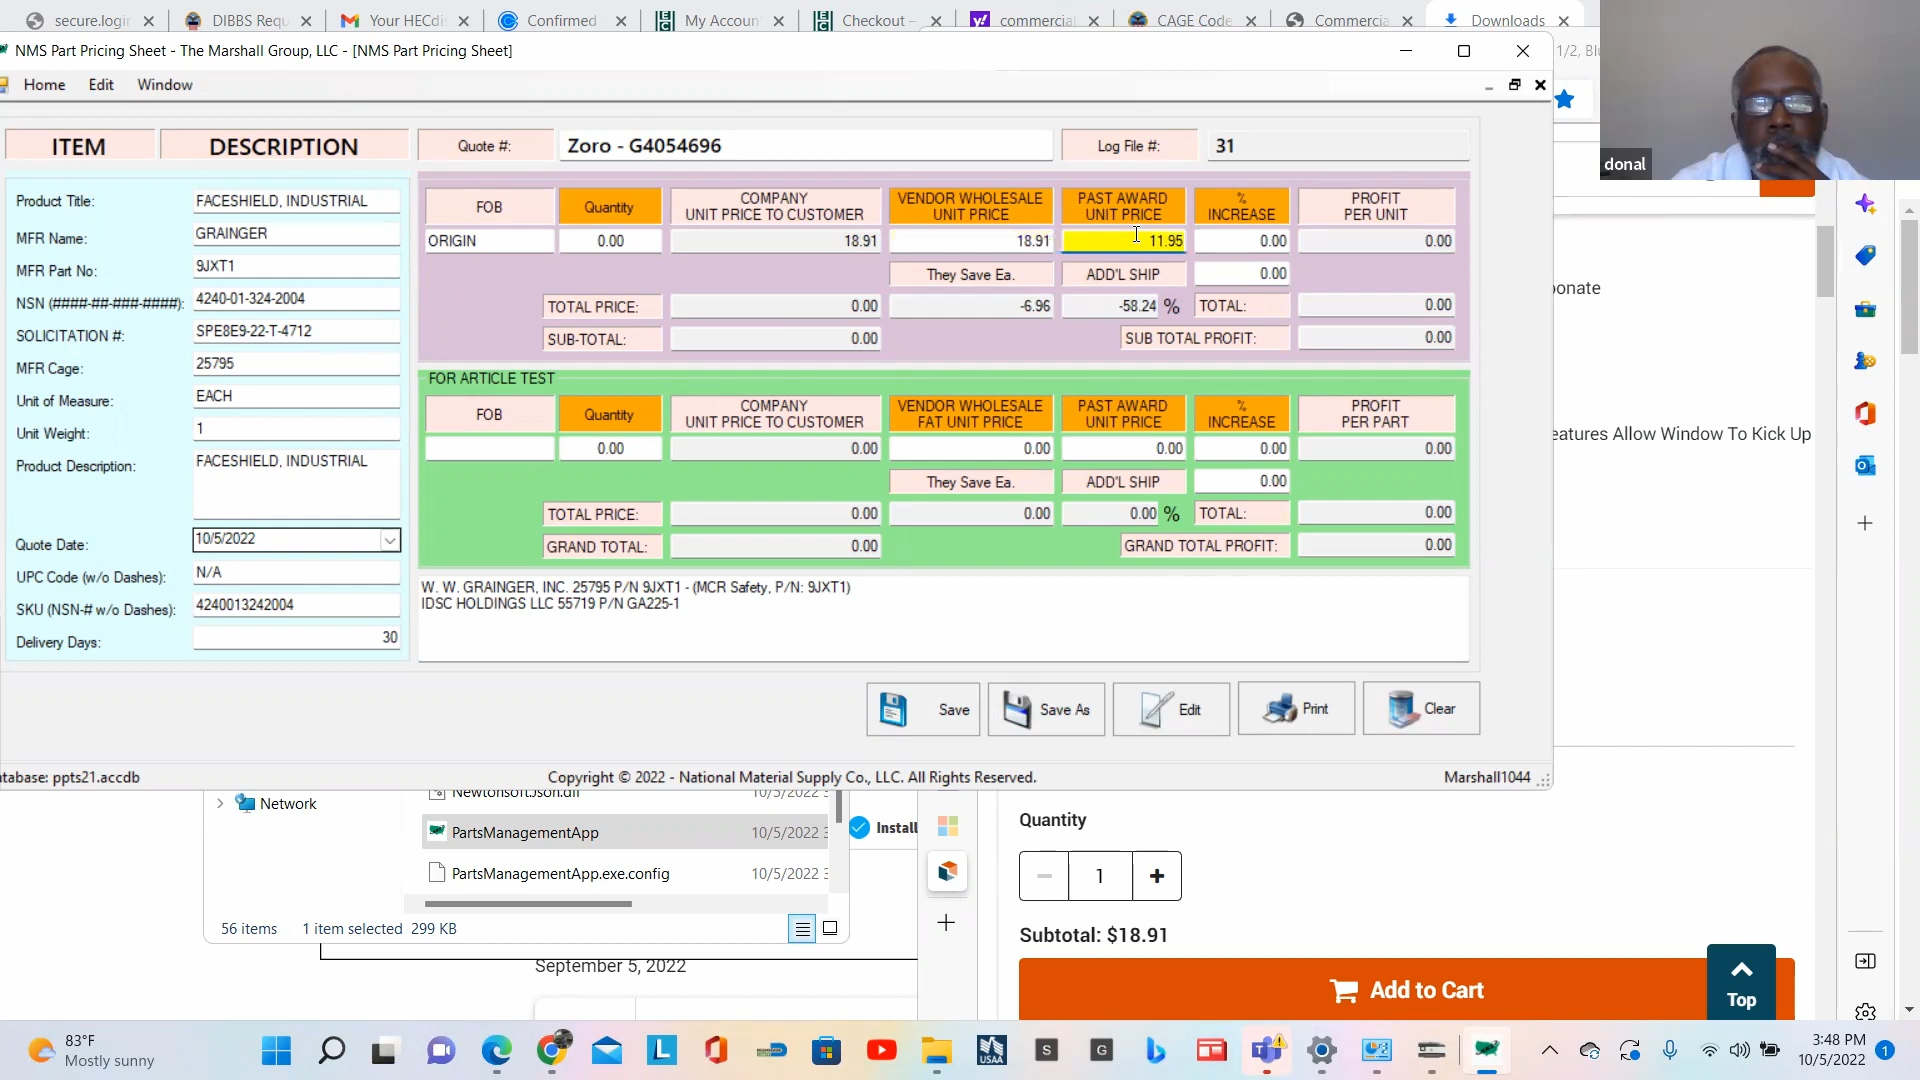 secure.login
DIBBS Requ
Your HECdi
Confirmed
My Accoun
Checkout –
commercia
CAGE Code
Commercia
Downloads
NMS Part Pricing Sheet - The Marshall Group, LLC - [NMS Part Pricing Sheet]
1/2, Bl
Home Edit Window
donal
ITEM DESCRIPTION Quote #: Zoro - G4054696 Log File #: 31
Product Title: FACESHIELD, INDUSTRIAL
MFR Name: GRAINGER
MFR Part No: 9JXT1
NSN (####-##-###-####): 4240-01-324-2004
SOLICITATION #: SPE8E9-22-T-4712
MFR Cage: 25795
Unit of Measure: EACH
Unit Weight: 1
Product Description: FACESHIELD, INDUSTRIAL
Quote Date: 10/5/2022
UPC Code (w/o Dashes): N/A
SKU (NSN-# w/o Dashes): 4240013242004
Delivery Days: 30
FOB Quantity COMPANY UNIT PRICE TO CUSTOMER VENDOR WHOLESALE UNIT PRICE PAST AWARD UNIT PRICE % INCREASE PROFIT PER UNIT
ORIGIN 0.00 18.91 18.91 11.95 0.00 0.00
They Save Ea. ADD'L SHIP 0.00
TOTAL PRICE: 0.00 -6.96 -58.24 % TOTAL: 0.00
SUB-TOTAL: 0.00 SUB TOTAL PROFIT: 0.00
FOR ARTICLE TEST
FOB Quantity COMPANY UNIT PRICE TO CUSTOMER VENDOR WHOLESALE FAT UNIT PRICE PAST AWARD UNIT PRICE % INCREASE PROFIT PER PART
0.00 0.00 0.00 0.00 0.00 0.00
They Save Ea. ADD'L SHIP 0.00
TOTAL PRICE: 0.00 0.00 0.00 % TOTAL: 0.00
GRAND TOTAL: 0.00 GRAND TOTAL PROFIT: 0.00
W. W. GRAINGER, INC. 25795 P/N 9JXT1 - (MCR Safety, P/N: 9JXT1)
IDSC HOLDINGS LLC 55719 P/N GA225-1
Save Save As Edit Print Clear
tabase: ppts21.accdb Copyright © 2022 - National Material Supply Co., LLC. All Rights Reserved. Marshall1044
onate
eatures Allow Window To Kick Up
Network
Newtonsoft.Json.dll 10/5/2022 3
PartsManagementApp 10/5/2022 3
PartsManagementApp.exe.config 10/5/2022 3
56 items 1 item selected 299 KB
Install
September 5, 2022
Quantity
1
Subtotal: $18.91
Add to Cart
Top
83°F
Mostly sunny
L
USAA
S
G
3:48 PM
10/5/2022
1